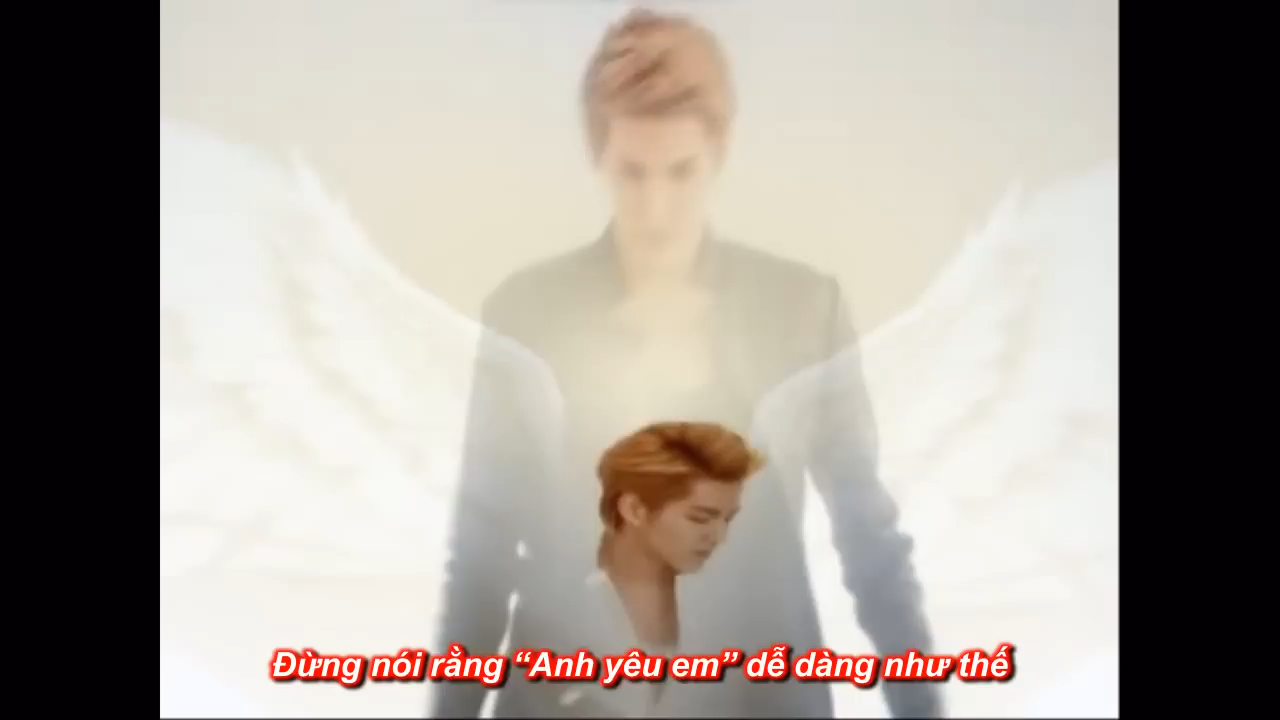 Đừng nói rằng “Anh yêu em” dễ dàng như thế